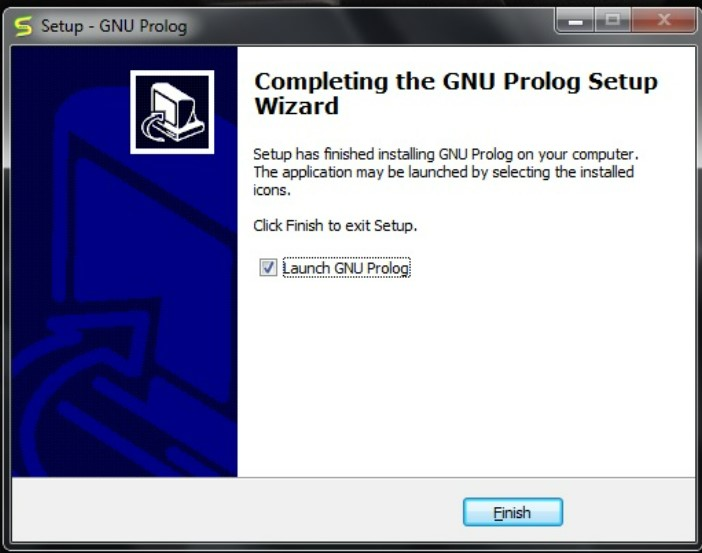 Setup - GNU Prolog
Completing the GNU Prolog Setup
Wizard
Setup has finished installing GNU Prolog on your computer.
The application may be launched by selecting the installed
icons.
Click Finish to exit Setup.
Launch GNU Prolog
Finish